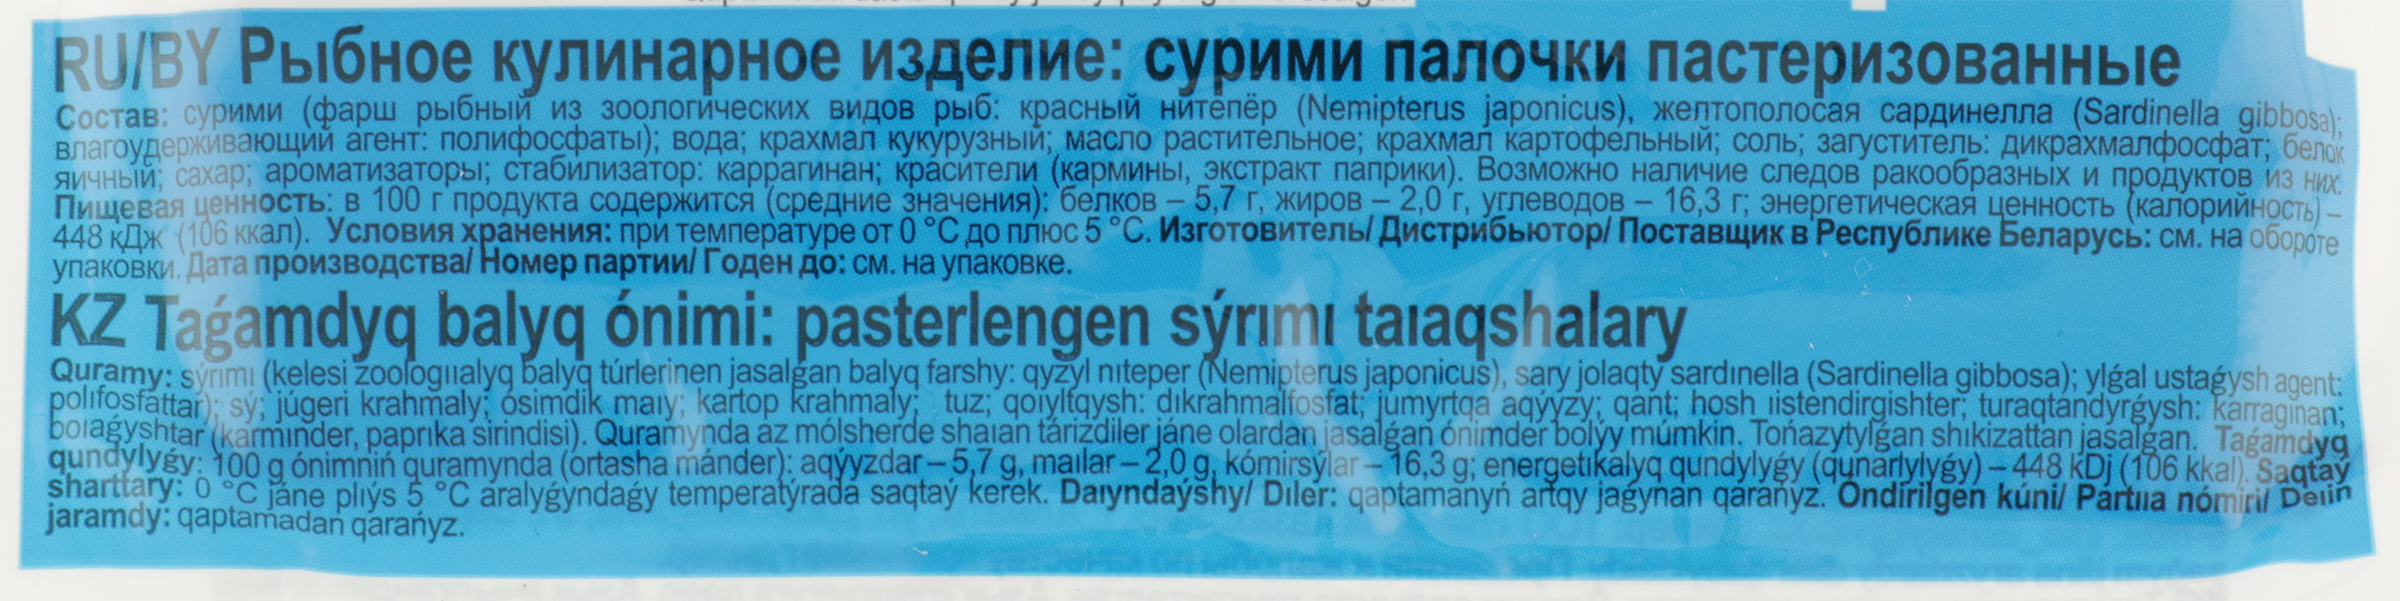 RU/BY Рыбное кулинарное изделие: сурими палочки пастеризованные
Состав: сурими (фарш рыбный из зоологических видов рыб: красный нитепёр (Nemipterus japonicus), желтополосая сардинелла (Sardinella gibbosa);
влагоудерживающий агент: полифосфаты); вода; крахмал кукурузный; масло растительное; крахмал картофельный; соль; загуститель: дикрахмалфосфат; белок
яичный; сахар; ароматизаторы; стабилизатор: каррагинан; красители (кармины, экстракт паприки). Возможно наличие следов ракообразных и продуктов из них.
Пищевая ценность: в 100 г продукта содержится (средние значения): белков – 5,7 г, жиров – 2,0 г, углеводов – 16,3 г; энергетическая ценность (калорийность) –
448 кДж (106 ккал). Условия хранения: при температуре от 0 °C до плюс 5 °C. Изготовитель/ Дистрибьютор/ Поставщик в Республике Беларусь: см. на обороте
упаковки. Дата производства/ Номер партии/ Годен до: см. на упаковке.
KZ Taǵamdyq balyq ónimi: pasterlengen sýrımı taıaqshalary
Quramy: sýrımı (kelesi zoologııalyq balyq túrlerinen jasalǵan balyq farshy: qyzyl nıteper (Nemipterus japonicus), sary jolaqty sardınella (Sardinella gibbosa); ylǵal ustaǵysh agent:
polıfosfattar); sý; júgeri krahmaly; ósimdik maıy; kartop krahmaly; tuz; qoıyltqysh: dıkrahmalfosfat; jumyrtqa aqýyzy; qant; hosh ıistendirgishter; turaqtandyrǵysh: karragınan;
boıaǵyshtar (karmınder, paprıka sirindisi). Quramynda az mólsherde shaıan tárizdiler jáne olardan jasalǵan ónimder bolýy múmkin. Tońazytylǵan shıkizattan jasalǵan. Taǵamdyq
qundylyǵy: 100 g ónimniń quramynda (ortasha mánder): aqýyzdar – 5,7 g, maılar – 2,0 g, kómirsýlar – 16,3 g; energetıkalyq qundylyǵy (qunarlylyǵy) – 448 kDj (106 kkal). Saqtaý
sharttary: 0 °C jáne plıýs 5 °C aralyǵyndaǵy temperatýrada saqtaý kerek. Daıyndaýshy/ Dıler: qaptamanyń artqy jaǵynan qarańyz. Óndirilgen kúni/ Partııa nómiri/ Deıin
jaramdy: qaptamadan qarańyz.